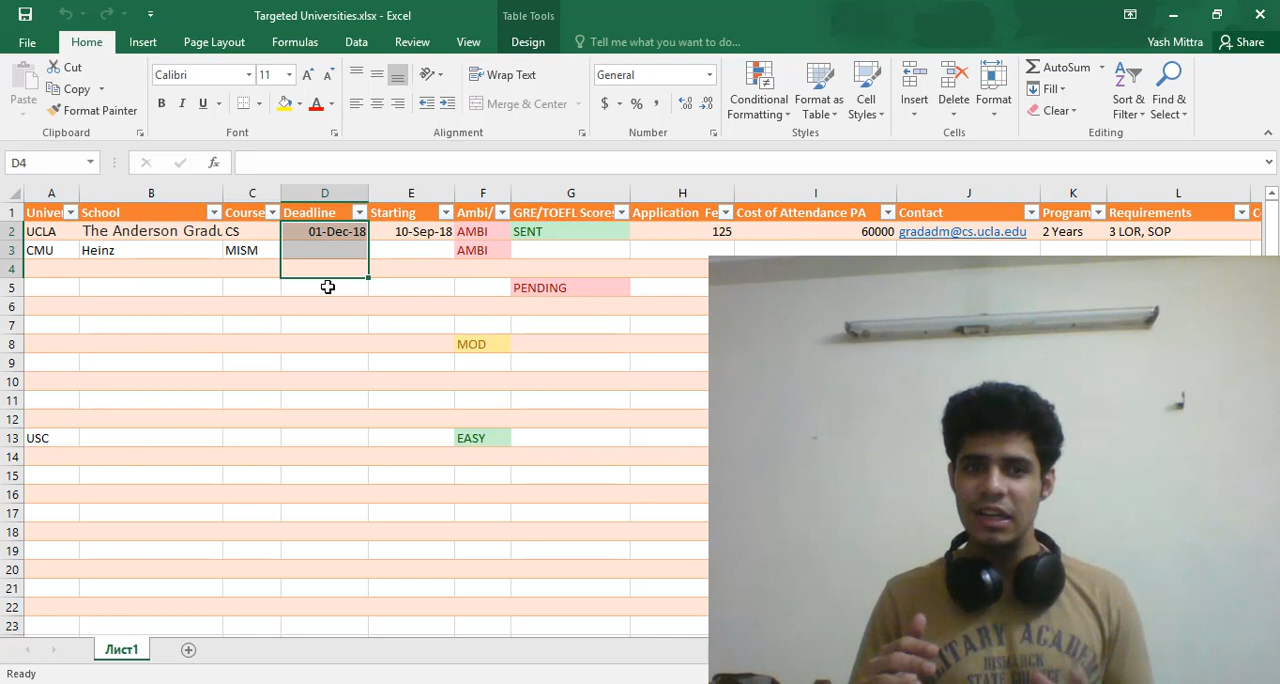 Targeted Universities.xlsx - Excel
Table Tools
File Home Insert Page Layout Formulas Data Review View Design Tell me what you want to do... Yash Mittra Share
Paste
Cut
Copy
Format Painter
Clipboard
Calibri 11
B I U
Font
Wrap Text
Merge & Center
Alignment
General
$ % ,
Number
Conditional Formatting
Format as Table
Cell Styles
Styles
Insert Delete Format
Cells
AutoSum
Fill
Clear
Sort & Filter
Find & Select
Editing
D4 fx
A B C D E F G H I J K L
1 Univer School Course Deadline Starting Ambi/ GRE/TOEFL Scores Application Fe Cost of Attendance PA Contact Program Requirements
2 UCLA The Anderson Gradu CS 01-Dec-18 10-Sep-18 AMBI SENT 125 60000 gradadm@cs.ucla.edu 2 Years 3 LOR, SOP
3 CMU Heinz MISM AMBI
4
5 PENDING
6
7
8 MOD
9
10
11
12
13 USC EASY
14
15
16
17
18
19
20
21
22
23
MILITARY ACADEMY
BISMARCK
STATE COLLEGE
Лист1
Ready